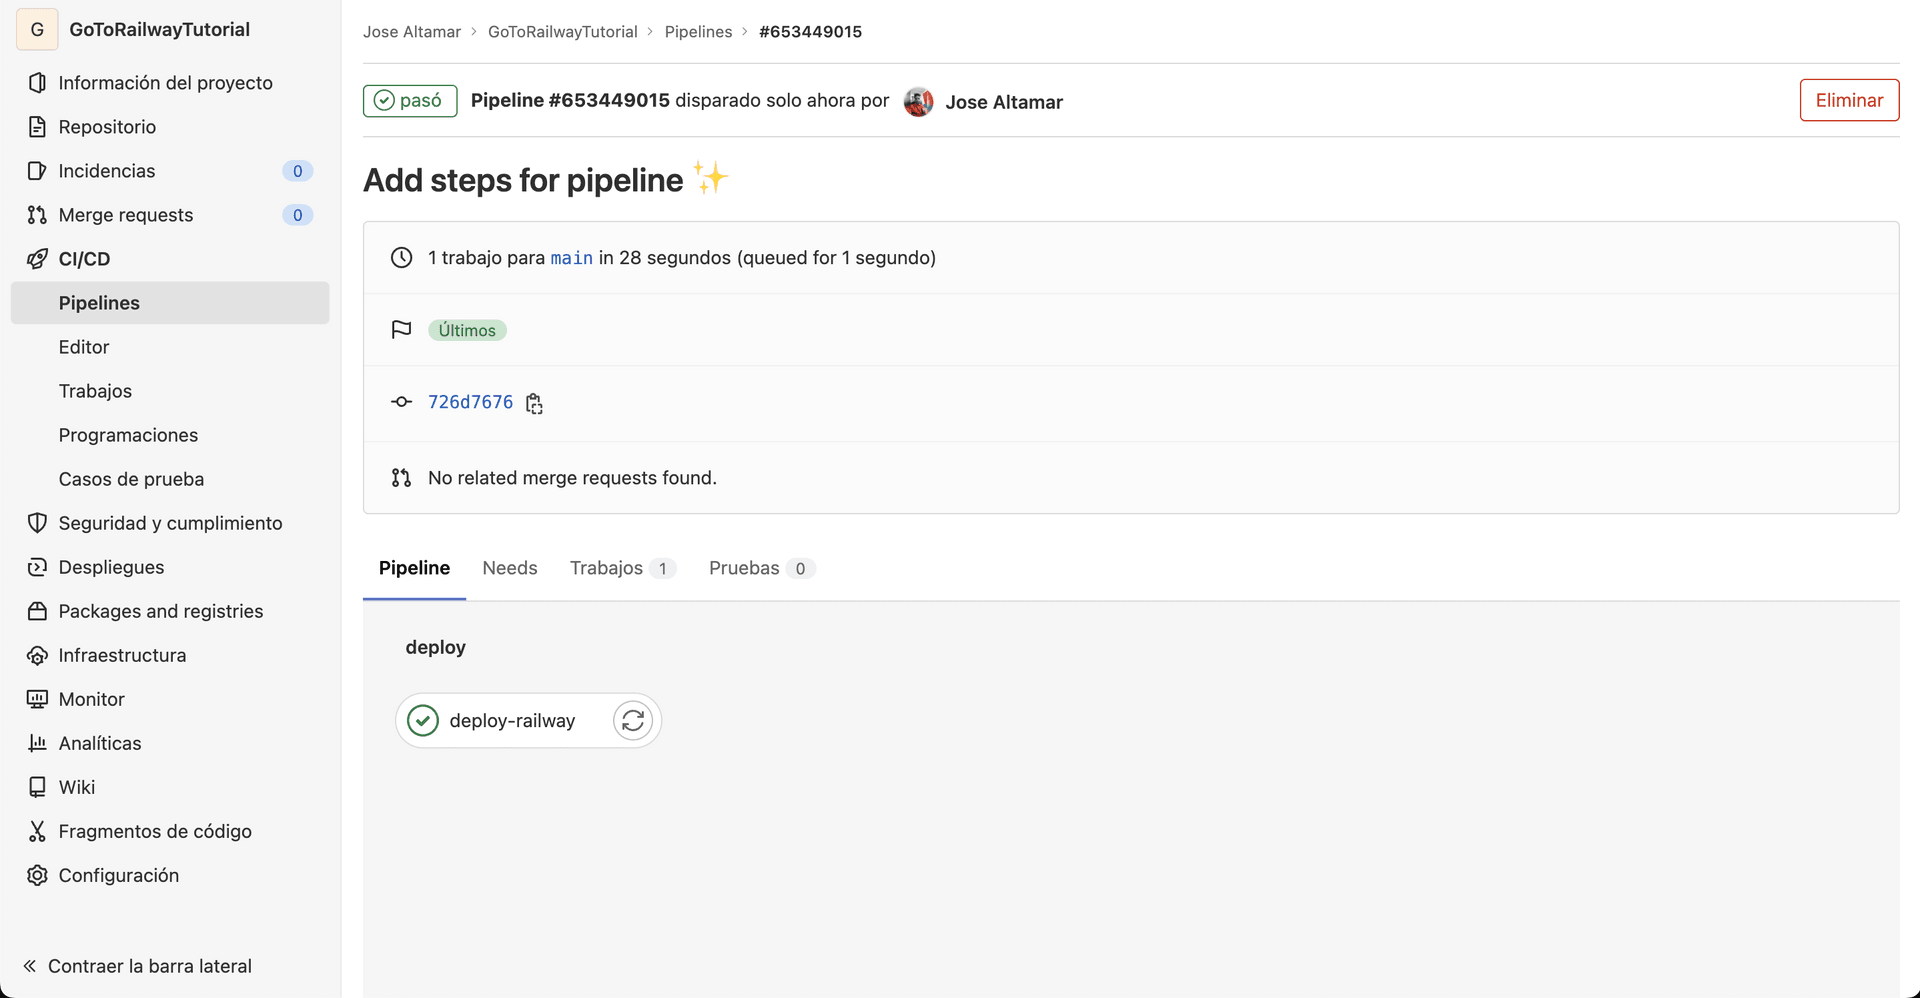 G GoToRailwayTutorial
Información del proyecto
Repositorio
Incidencias 0
Merge requests 0
CI/CD
Pipelines
Editor
Trabajos
Programaciones
Casos de prueba
Seguridad y cumplimiento
Despliegues
Packages and registries
Infraestructura
Monitor
Analíticas
Wiki
Fragmentos de código
Configuración
Contraer la barra lateral
Jose Altamar > GoToRailwayTutorial > Pipelines > #653449015
pasó Pipeline #653449015 disparado solo ahora por Jose Altamar Eliminar
Add steps for pipeline ✨
1 trabajo para main in 28 segundos (queued for 1 segundo)
Últimos
726d7676
No related merge requests found.
Pipeline Needs Trabajos 1 Pruebas 0
deploy
deploy-railway